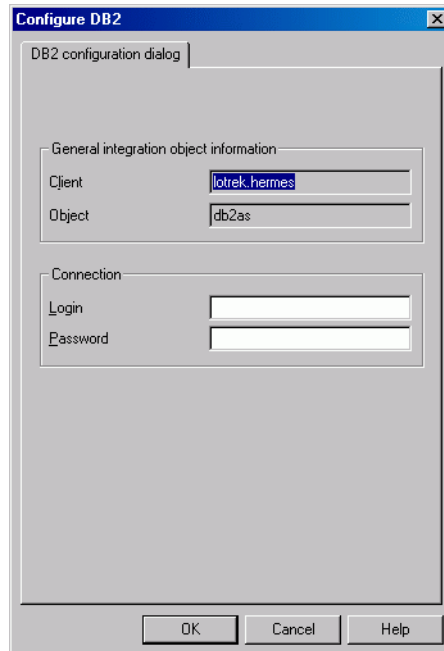 Configure DB2
DB2 configuration dialog
General integration object information
Client lotrek.hermes
Object db2as
Connection
Login
Password
OK Cancel Help